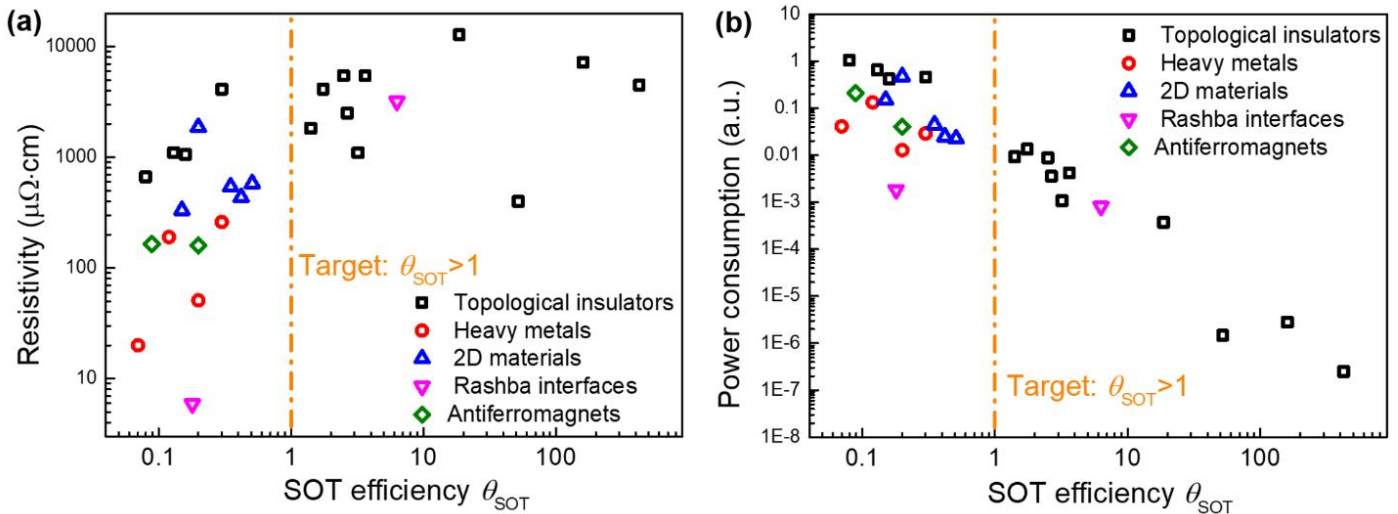 (a)
10000
1000
100
10
Resistivity (μΩ·cm)
Target: θSOT>1
Topological insulators
Heavy metals
2D materials
Rashba interfaces
Antiferromagnets
0.1 1 10 100
SOT efficiency θSOT
(b)
1
0.1
0.01
1E-3
1E-4
1E-5
1E-6
1E-7
1E-8
Power consumption (a.u.)
Topological insulators
Heavy metals
2D materials
Rashba interfaces
Antiferromagnets
Target: θSOT>1
0.1 1 10 100
SOT efficiency θSOT